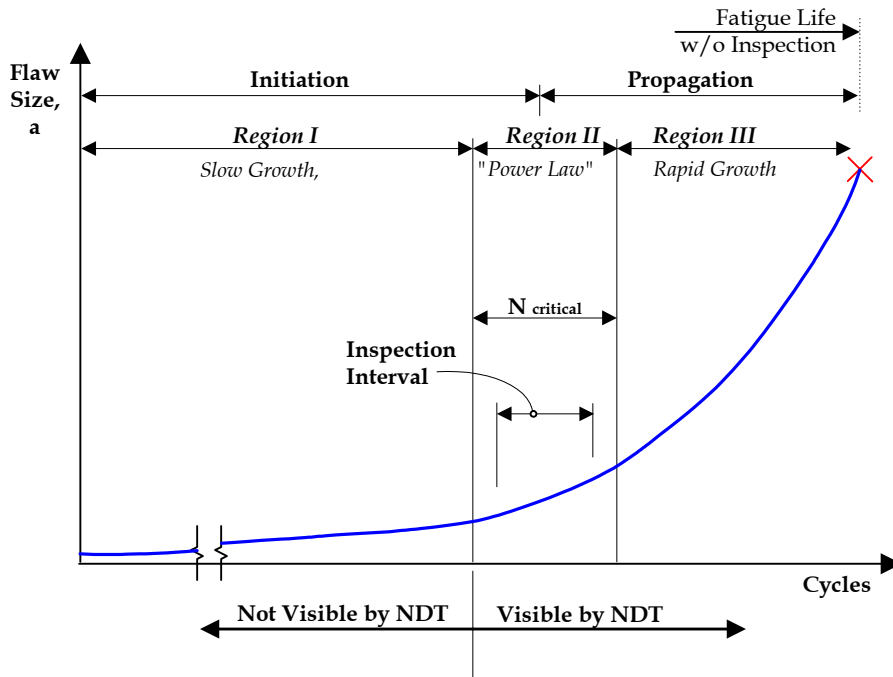 Fatigue Life
w/o Inspection
Flaw
Size,
a
Initiation
Propagation
Region I
Region II
Region III
Slow Growth,
"Power Law"
Rapid Growth
N critical
Inspection
Interval
Cycles
Not Visible by NDT
Visible by NDT